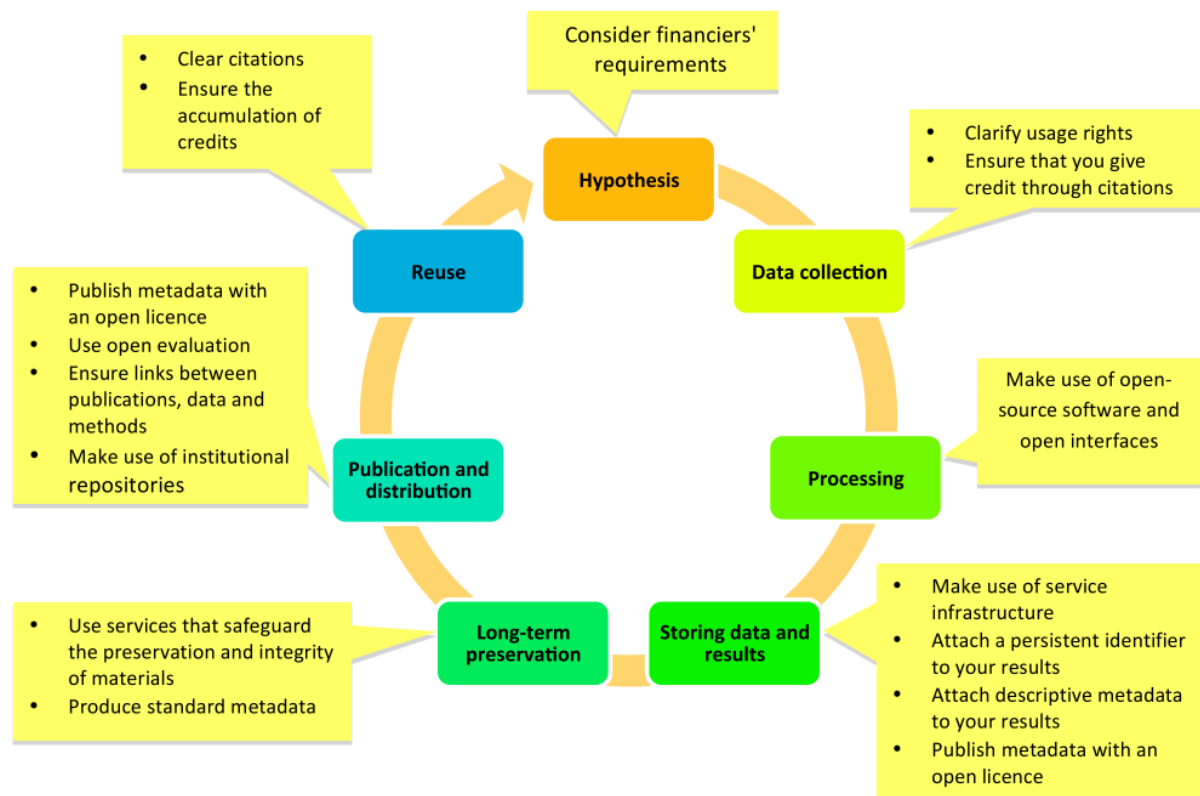 Consider financiers'
requirements
Hypothesis
• Clarify usage rights
• Ensure that you give
credit through citations
Data collection
Make use of open-
source software and
open interfaces
Processing
• Make use of service
infrastructure
• Attach a persistent identifier
to your results
• Attach descriptive metadata
to your results
• Publish metadata with an
open licence
Storing data and
results
• Use services that safeguard
the preservation and integrity
of materials
• Produce standard metadata
Long-term
preservation
• Publish metadata with
an open licence
• Use open evaluation
• Ensure links between
publications, data and
methods
• Make use of institutional
repositories
Publication and
distribution
• Clear citations
• Ensure the
accumulation of
credits
Reuse